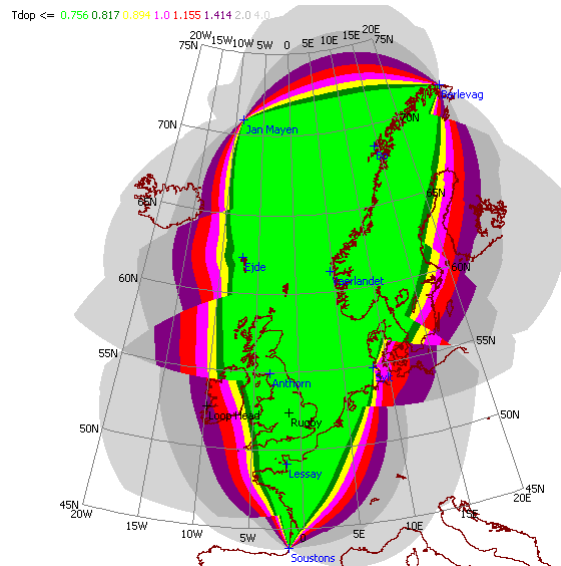 Tdop <= 0.756 0.817 0.894 1.0 1.155 1.414 2.0 4.0
20W 15W 10W 5W 0 5E 10E 15E 20E 25E
75N 75N
Berlevag
70N Jan Mayen 70N
65N 65N
Ejde
60N Værlandet 60N
55N 55N
Anthorn Sylt
Loop Head Rugby
50N 50N
Lessay
45N 45N
20W 15W 10W 5W 0 5E 10E 15E 20E
Soustons